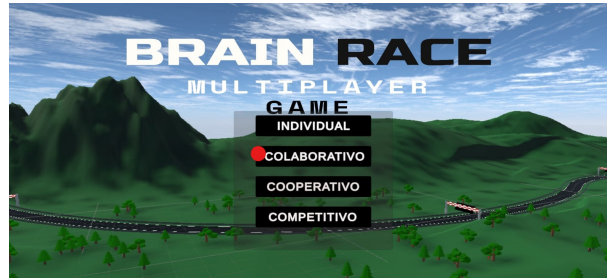 BRAIN RACE
MULTIPLAYER
GAME
INDIVIDUAL
COLABORATIVO
COOPERATIVO
COMPETITIVO